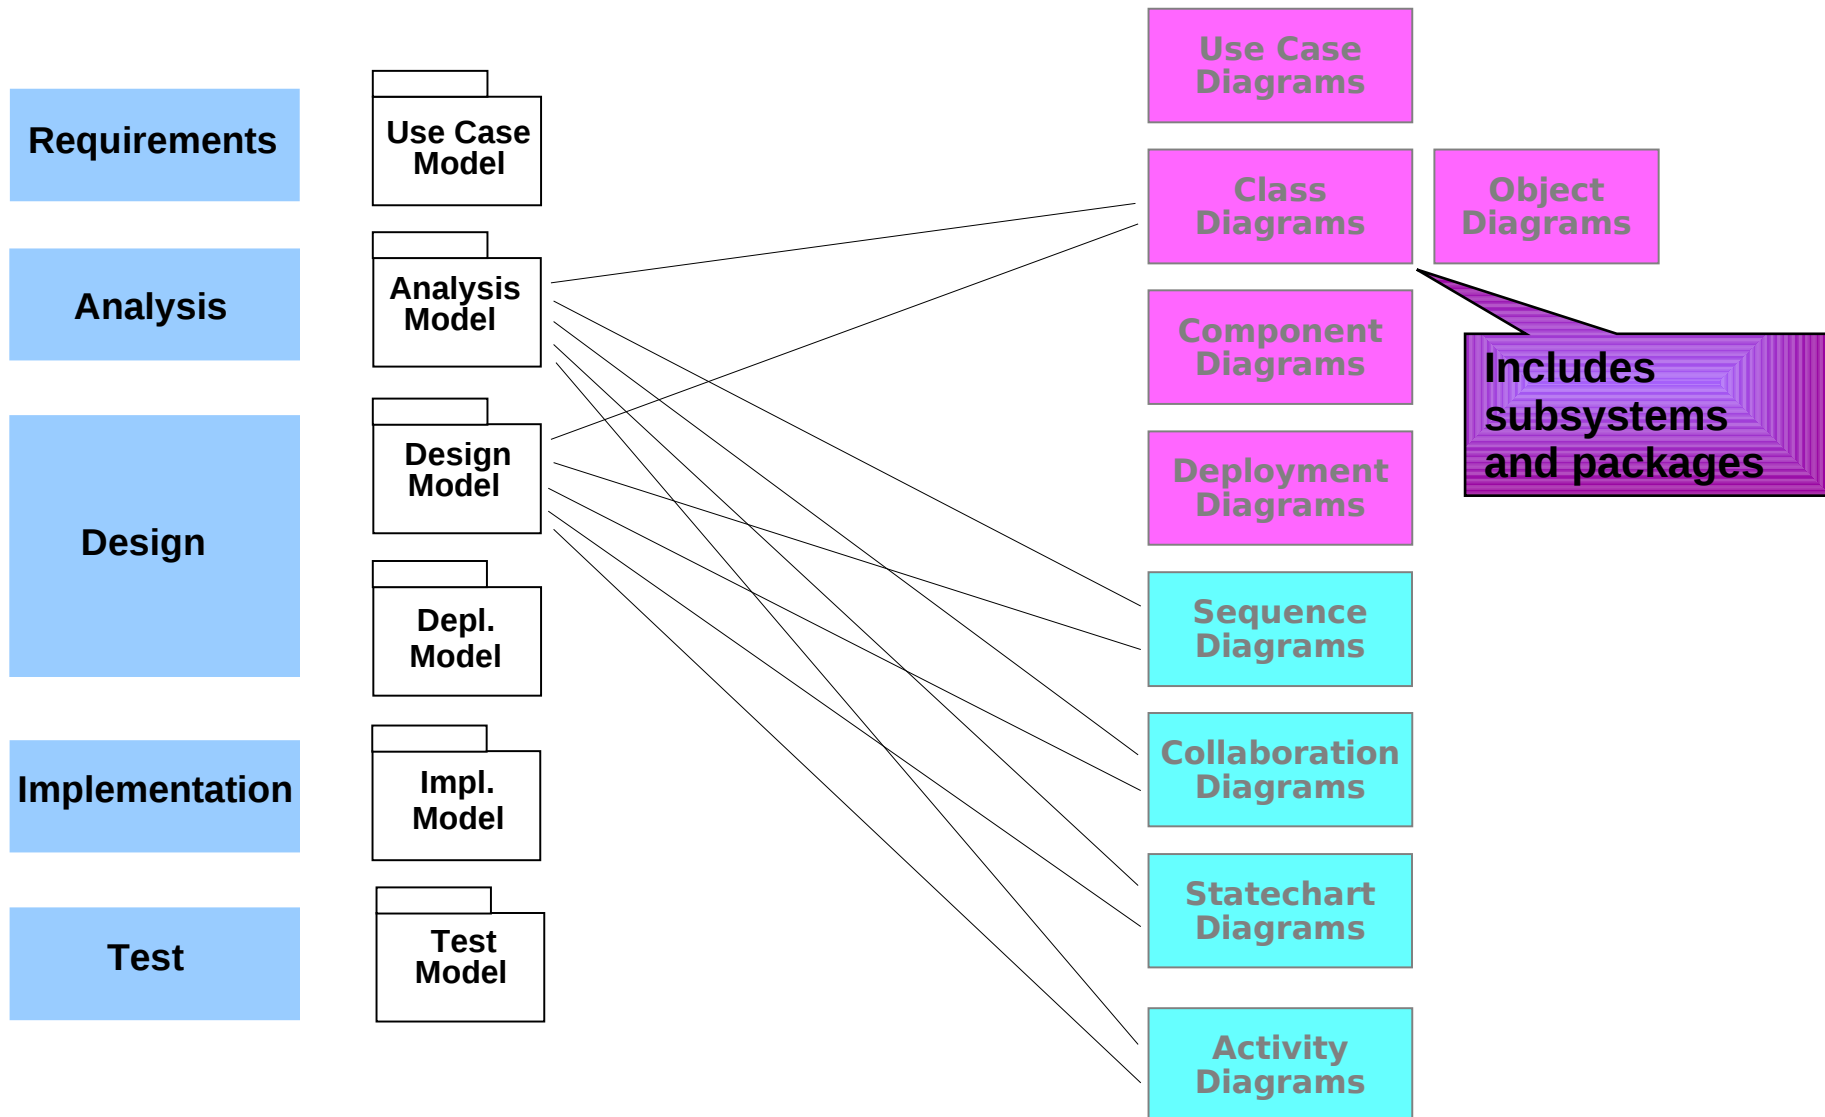 Requirements
Analysis
Design
Implementation
Test
Use Case
Model
Analysis
Model
Design
Model
Depl.
Model
Impl.
Model
Test
Model
Use Case
Diagrams
Class
Diagrams
Object
Diagrams
Component
Diagrams
Deployment
Diagrams
Sequence
Diagrams
Collaboration
Diagrams
Statechart
Diagrams
Activity
Diagrams
Includes
subsystems
and packages